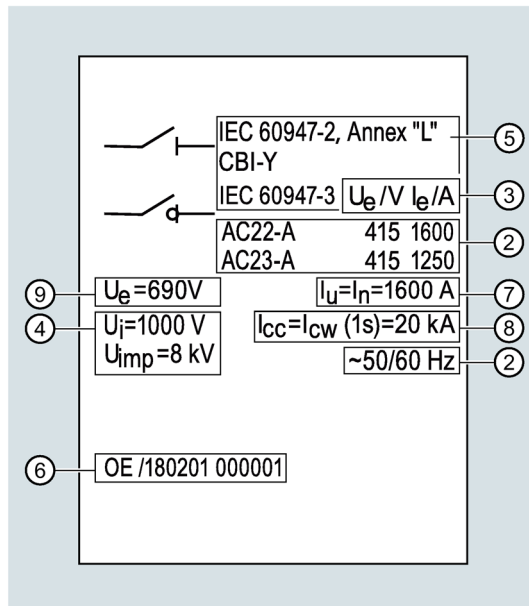 IEC 60947-2, Annex "L"
CBI-Y
5
IEC 60947-3
Ue/V Ie/A
3
AC22-A 415 1600
AC23-A 415 1250
2
9
Ue=690V
Iu=In=1600 A
7
4
Ui=1000 V
Uimp=8 kV
Icc=Icw (1s)=20 kA
8
~50/60 Hz
2
6
OE /180201 000001